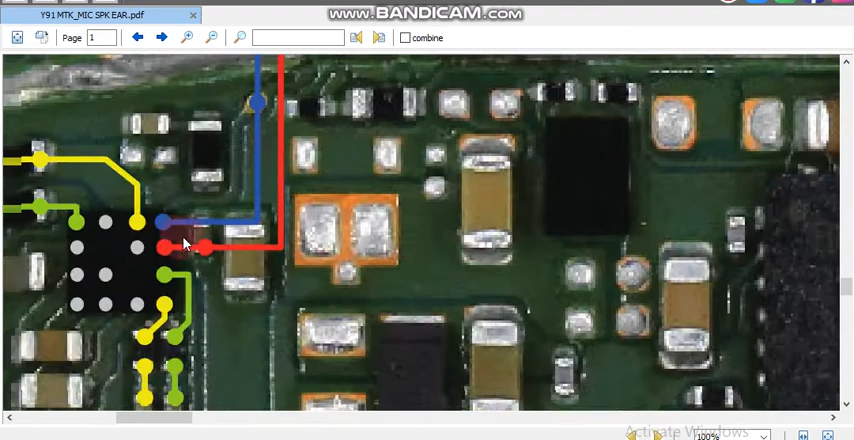 www.BANDICAM.com
Y91 MTK_MIC SPK EAR.pdf
Page 1 combine
Activate Windows
100%